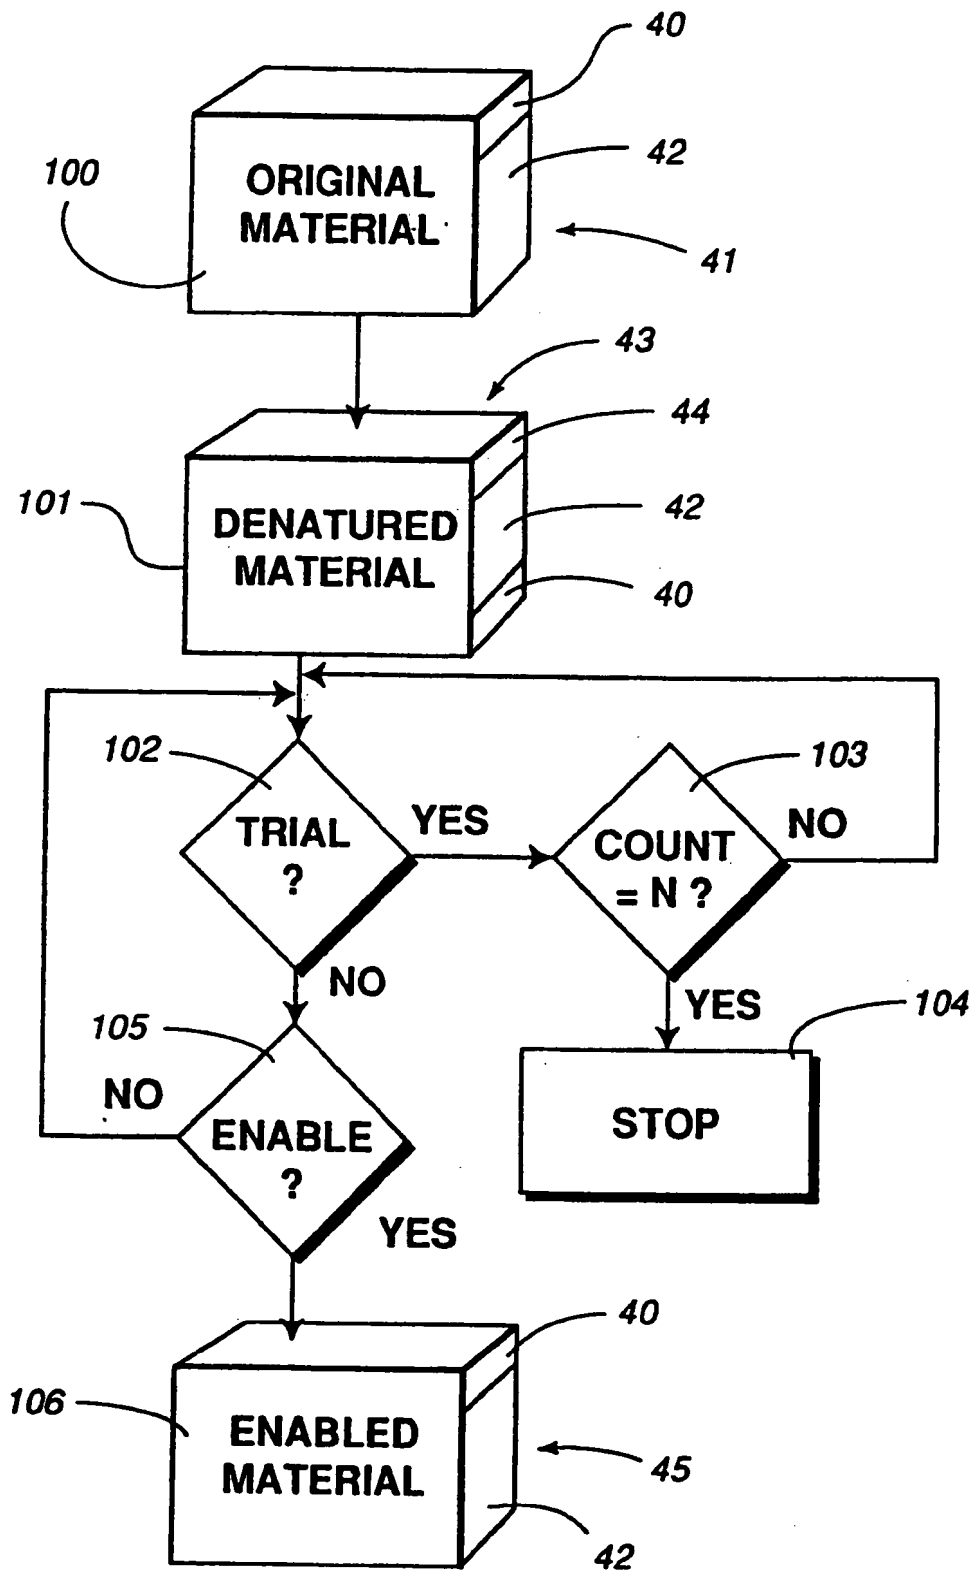 40
ORIGINAL
MATERIAL
42
100
41
43
44
DENATURED
MATERIAL
101
42
40
102
103
TRIAL
?
YES
COUNT
= N ?
NO
NO
YES
104
105
NO
ENABLE
?
STOP
YES
40
106
ENABLED
MATERIAL
45
42